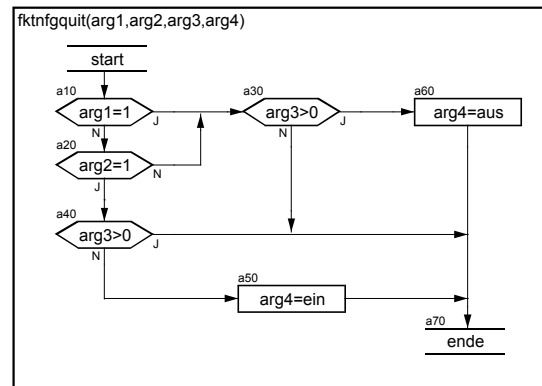 fktnfgquit(arg1,arg2,arg3,arg4)
start
a10
arg1=1
J
N
a30
arg3>0
J
N
a60
arg4=aus
a20
arg2=1
N
J
a40
arg3>0
J
N
a50
arg4=ein
a70
ende